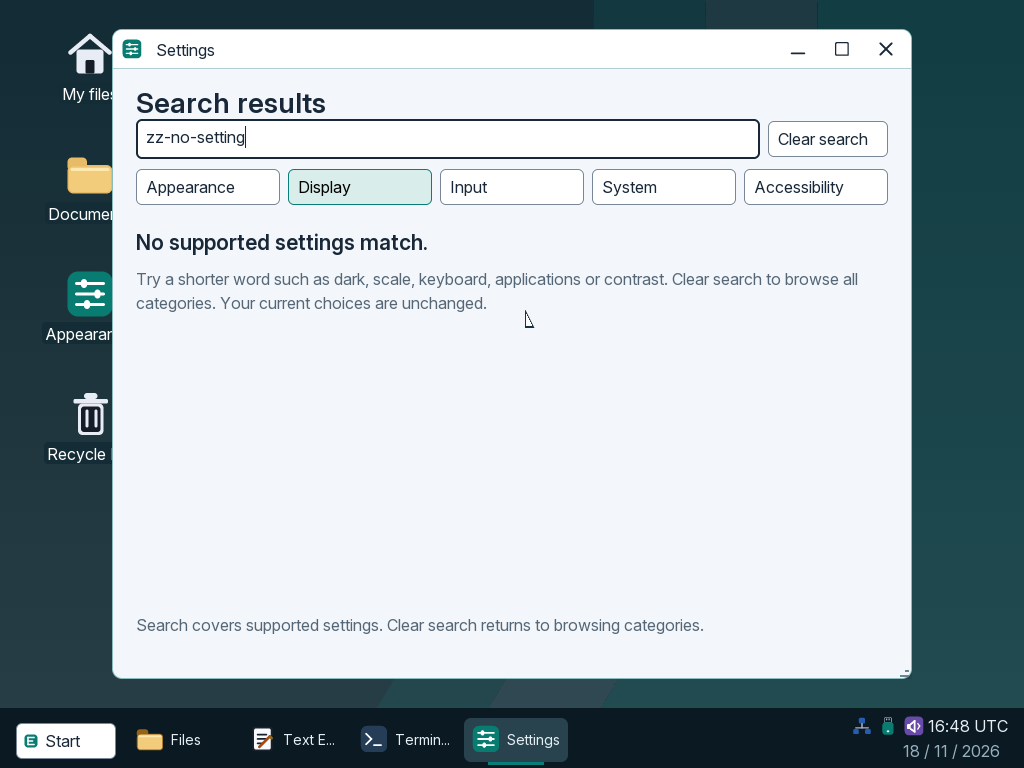 Settings
My files
Search results
zz-no-setting
Clear search
Appearance
Display
Input
System
Accessibility
No supported settings match.
Try a shorter word such as dark, scale, keyboard, applications or contrast. Clear search to browse all
categories. Your current choices are unchanged.
Recycle
Search covers supported settings. Clear search returns to browsing categories.
Start
Files
Text E...
Termin...
Settings
16:48 UTC
18 / 11 / 2026